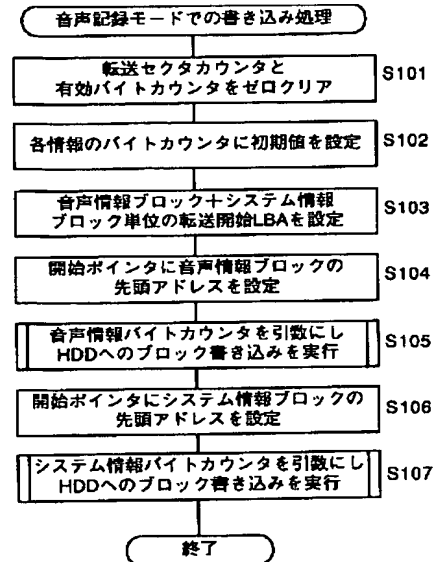 音声記録モードでの書き込み処理
転送セクタカウンタと
有効バイトカウンタをゼロクリア
S101
各情報のバイトカウンタに初期値を設定
S102
音声情報ブロック＋システム情報
ブロック単位の転送開始LBAを設定
S103
開始ポインタに音声情報ブロックの
先頭アドレスを設定
S104
音声情報バイトカウンタを引数にし
HDDへのブロック書き込みを実行
S105
開始ポインタにシステム情報ブロックの
先頭アドレスを設定
S106
システム情報バイトカウンタを引数にし
HDDへのブロック書き込みを実行
S107
終了